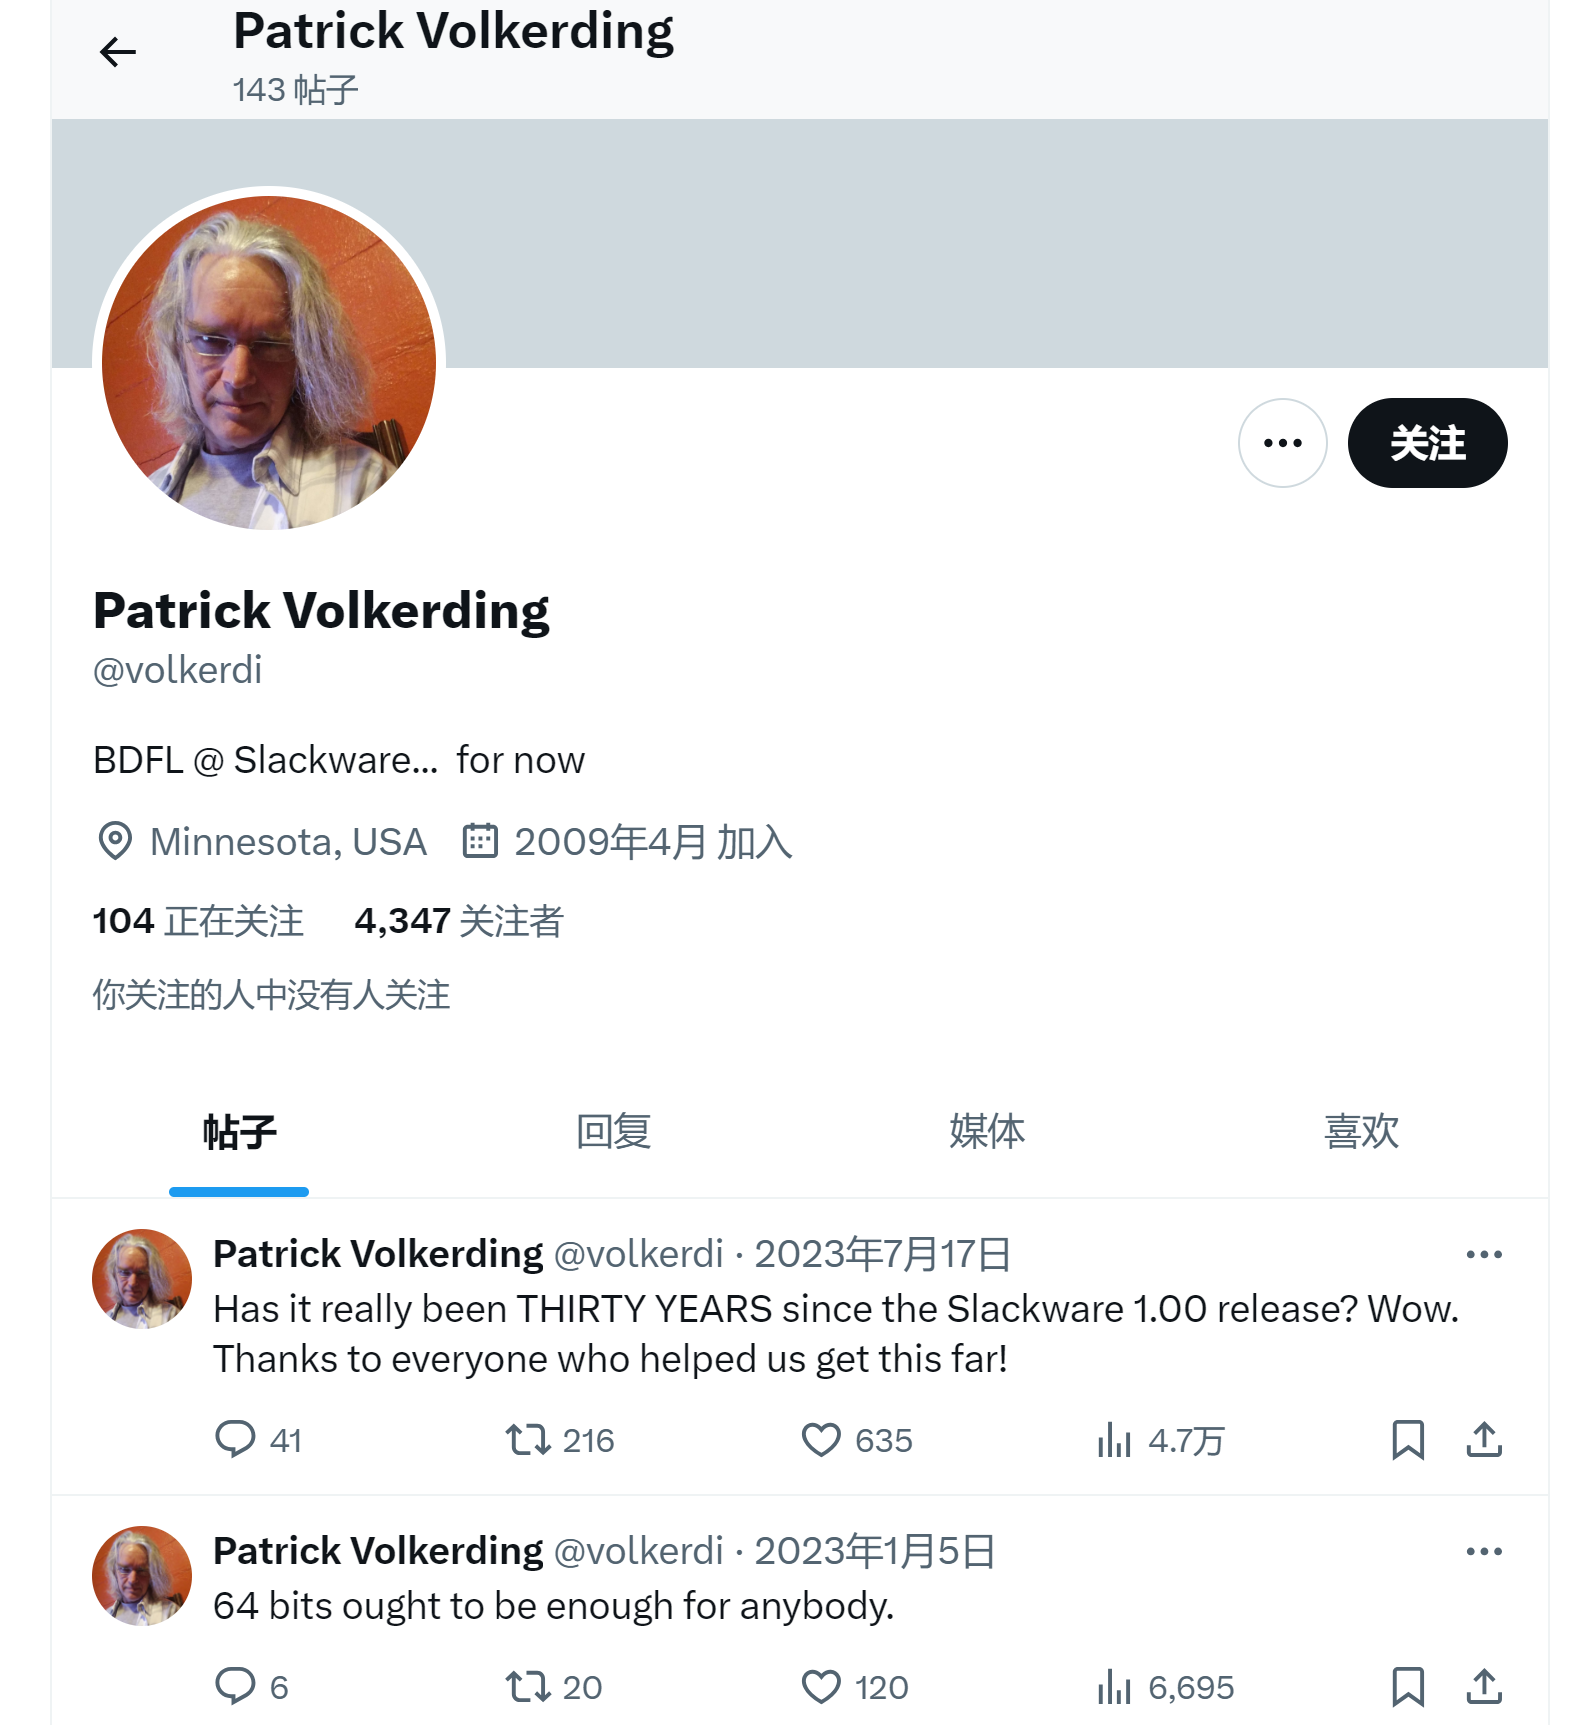 Patrick Volkerding
143 帖子
关注
Patrick Volkerding
@volkerdi
BDFL @ Slackware...  for now
Minnesota, USA 2009年4月 加入
104 正在关注 4,347 关注者
你关注的人中没有人关注
帖子 回复 媒体 喜欢
Patrick Volkerding @volkerdi · 2023年7月17日
Has it really been THIRTY YEARS since the Slackware 1.00 release? Wow.
Thanks to everyone who helped us get this far!
41 216 635 4.7万
Patrick Volkerding @volkerdi · 2023年1月5日
64 bits ought to be enough for anybody.
6 20 120 6,695